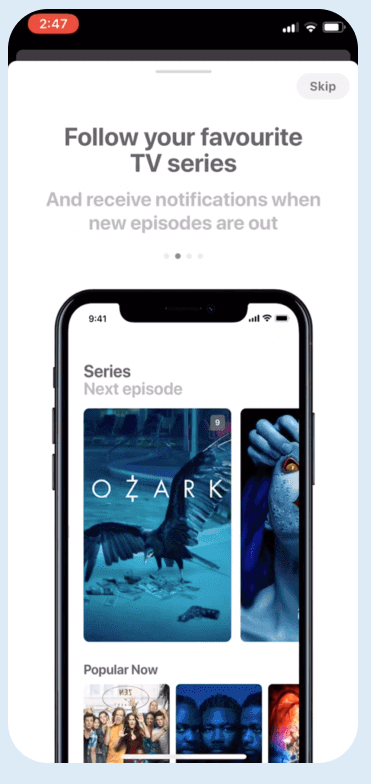 2:47
Skip
Follow your favourite
TV series
And receive notifications when
new episodes are out
9:41
Series
Next episode
9
OZARK
Popular Now